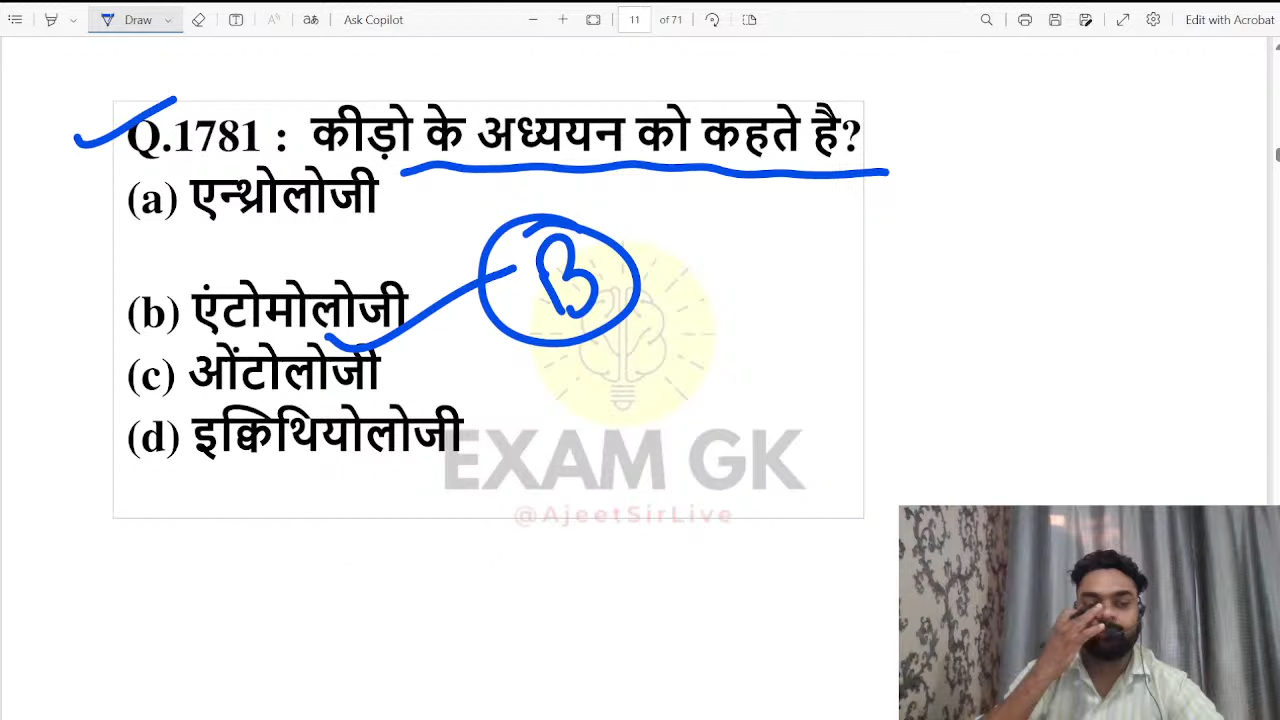 Draw
Ask Copilot
11 of 71
Edit with Acrobat
Q.1781 : कीड़ो के अध्ययन को कहते है?
(a) एन्थ्रोलोजी
B
(b) एंटोमोलोजी
(c) ओंटोलोजी
(d) इक्विथियोलोजी
EXAM GK
@AjeetSirLive